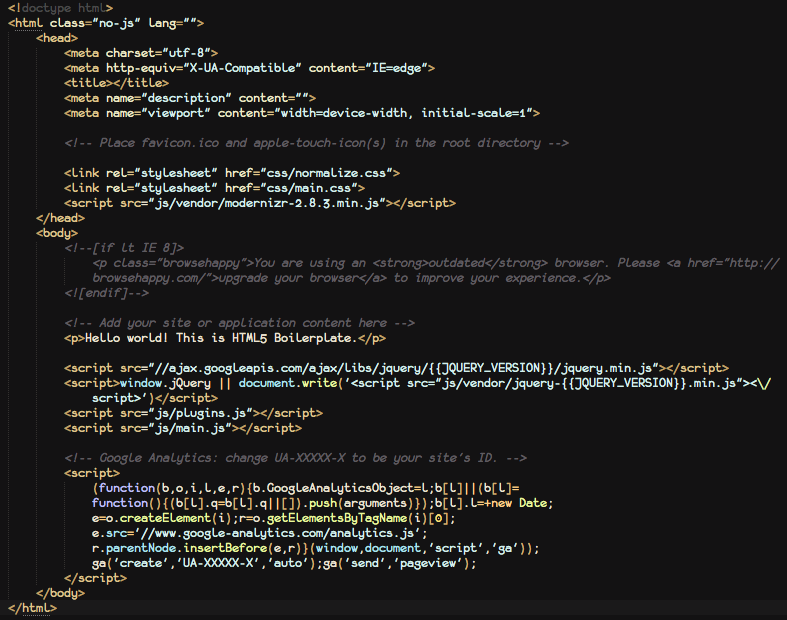 <!doctype html>
<html class="no-js" lang="">
    <head>
        <meta charset="utf-8">
        <meta http-equiv="X-UA-Compatible" content="IE=edge">
        <title></title>
        <meta name="description" content="">
        <meta name="viewport" content="width=device-width, initial-scale=1">

        <!-- Place favicon.ico and apple-touch-icon(s) in the root directory -->

        <link rel="stylesheet" href="css/normalize.css">
        <link rel="stylesheet" href="css/main.css">
        <script src="js/vendor/modernizr-2.8.3.min.js"></script>
    </head>
    <body>
        <!--[if lt IE 8]>
            <p class="browsehappy">You are using an <strong>outdated</strong> browser. Please <a href="http://
            browsehappy.com/">upgrade your browser</a> to improve your experience.</p>
        <![endif]-->

        <!-- Add your site or application content here -->
        <p>Hello world! This is HTML5 Boilerplate.</p>

        <script src="//ajax.googleapis.com/ajax/libs/jquery/{{JQUERY_VERSION}}/jquery.min.js"></script>
        <script>window.jQuery || document.write('<script src="js/vendor/jquery-{{JQUERY_VERSION}}.min.js"><\/
            script>')</script>
        <script src="js/plugins.js"></script>
        <script src="js/main.js"></script>

        <!-- Google Analytics: change UA-XXXXX-X to be your site's ID. -->
        <script>
            (function(b,o,i,l,e,r){b.GoogleAnalyticsObject=l;b[l]||(b[l]=
            function(){(b[l].q=b[l].q||[]).push(arguments)});b[l].l=+new Date;
            e=o.createElement(i);r=o.getElementsByTagName(i)[0];
            e.src='//www.google-analytics.com/analytics.js';
            r.parentNode.insertBefore(e,r)}(window,document,'script','ga'));
            ga('create','UA-XXXXX-X','auto');ga('send','pageview');
        </script>
    </body>
</html>